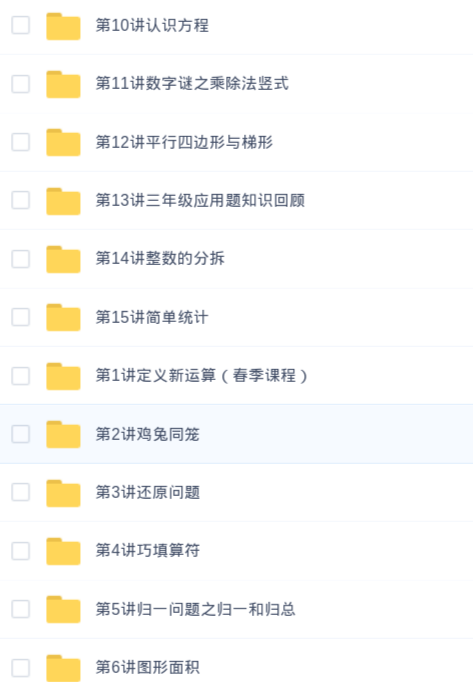 第10讲认识方程
第11讲数字谜之乘除法竖式
第12讲平行四边形与梯形
第13讲三年级应用题知识回顾
第14讲整数的分拆
第15讲简单统计
第1讲定义新运算（春季课程）
第2讲鸡兔同笼
第3讲还原问题
第4讲巧填算符
第5讲归一问题之归一和归总
第6讲图形面积